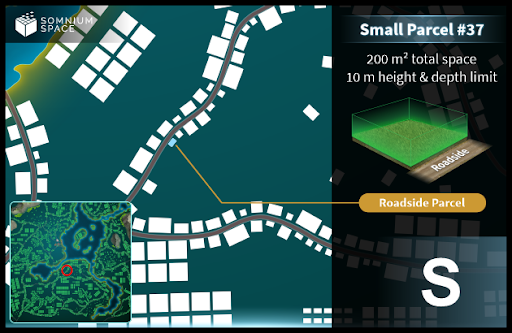 SOMNIUM
SPACE
Small Parcel #37
200 m² total space
10 m height & depth limit
Roadside
Roadside Parcel
S